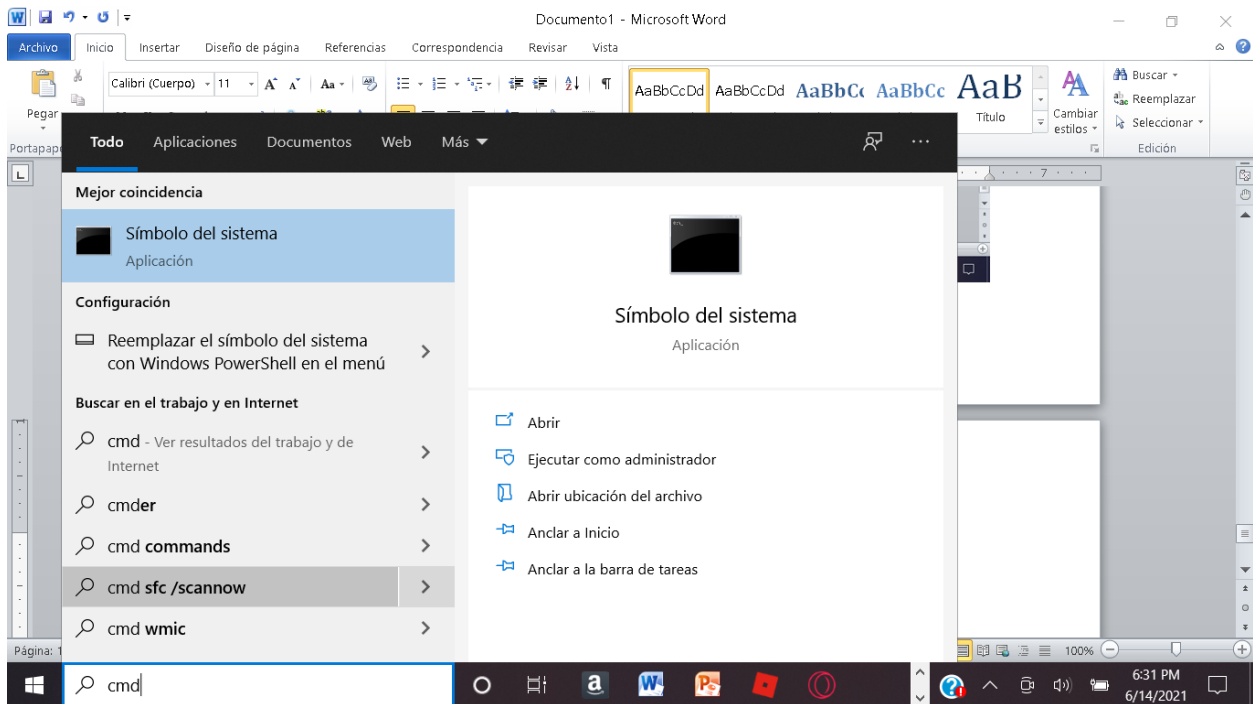 Documento1 - Microsoft Word
Archivo Inicio Insertar Diseño de página Referencias Correspondencia Revisar Vista
Pegar
Portapap
Calibri (Cuerpo) 11
AaBbCcDd AaBbCcDd AaBbCc AaBbCc AaB
Título
Cambiar
estilos
Buscar
Reemplazar
Seleccionar
Edición
7
Todo Aplicaciones Documentos Web Más
Mejor coincidencia
Símbolo del sistema
Aplicación
Configuración
Reemplazar el símbolo del sistema
con Windows PowerShell en el menú
Buscar en el trabajo y en Internet
cmd - Ver resultados del trabajo y de
Internet
cmder
cmd commands
cmd sfc /scannow
cmd wmic
Símbolo del sistema
Aplicación
Abrir
Ejecutar como administrador
Abrir ubicación del archivo
Anclar a Inicio
Anclar a la barra de tareas
Página: 1
100%
cmd
6:31 PM
6/14/2021